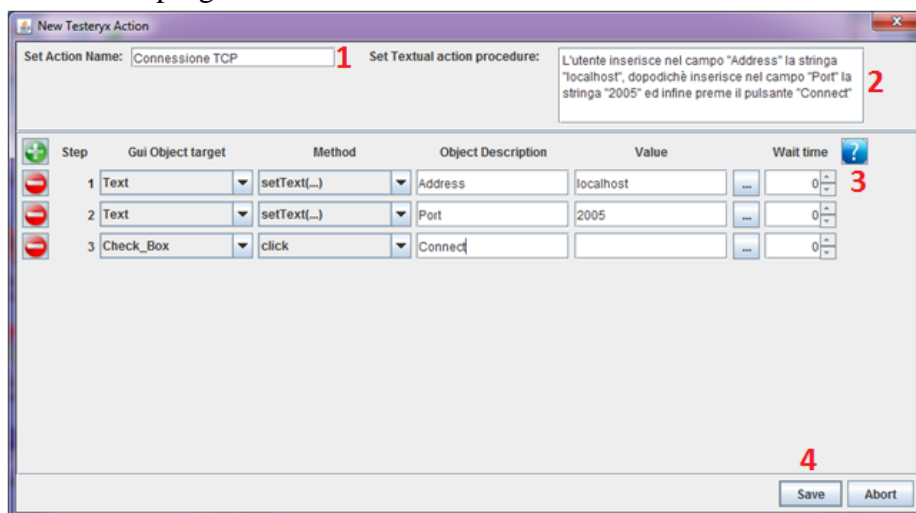 New Testeryx Action
Set Action Name: Connessione TCP 1 Set Textual action procedure:
L'utente inserisce nel campo "Address" la stringa
"localhost", dopodichè inserisce nel campo "Port" la
stringa "2005" ed infine preme il pulsante "Connect"
2
Step Gui Object target Method Object Description Value Wait time ?
1 Text setText(...) Address localhost ... 0 3
2 Text setText(...) Port 2005 ... 0
3 Check_Box click Connect ... 0
4
Save Abort